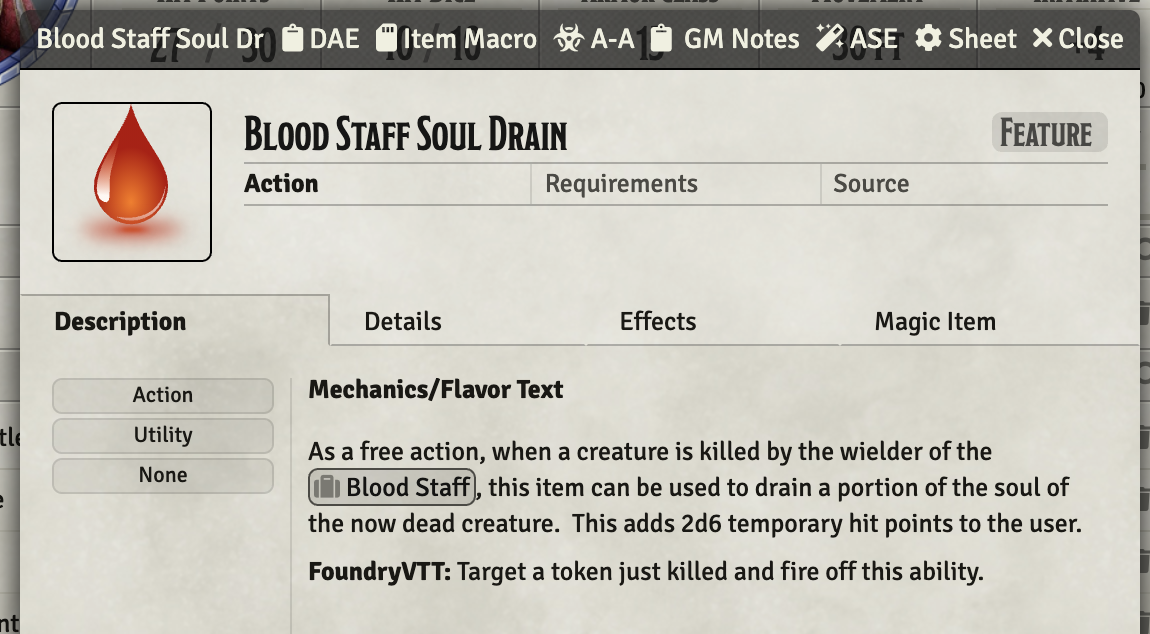 Blood Staff Soul Dr DAE Item Macro A-A GM Notes ASE Sheet Close
Blood Staff Soul Drain
Feature
Action Requirements Source
Description Details Effects Magic Item
Action
Utility
None
Mechanics/Flavor Text
As a free action, when a creature is killed by the wielder of the
Blood Staff, this item can be used to drain a portion of the soul of
the now dead creature. This adds 2d6 temporary hit points to the user.
FoundryVTT: Target a token just killed and fire off this ability.